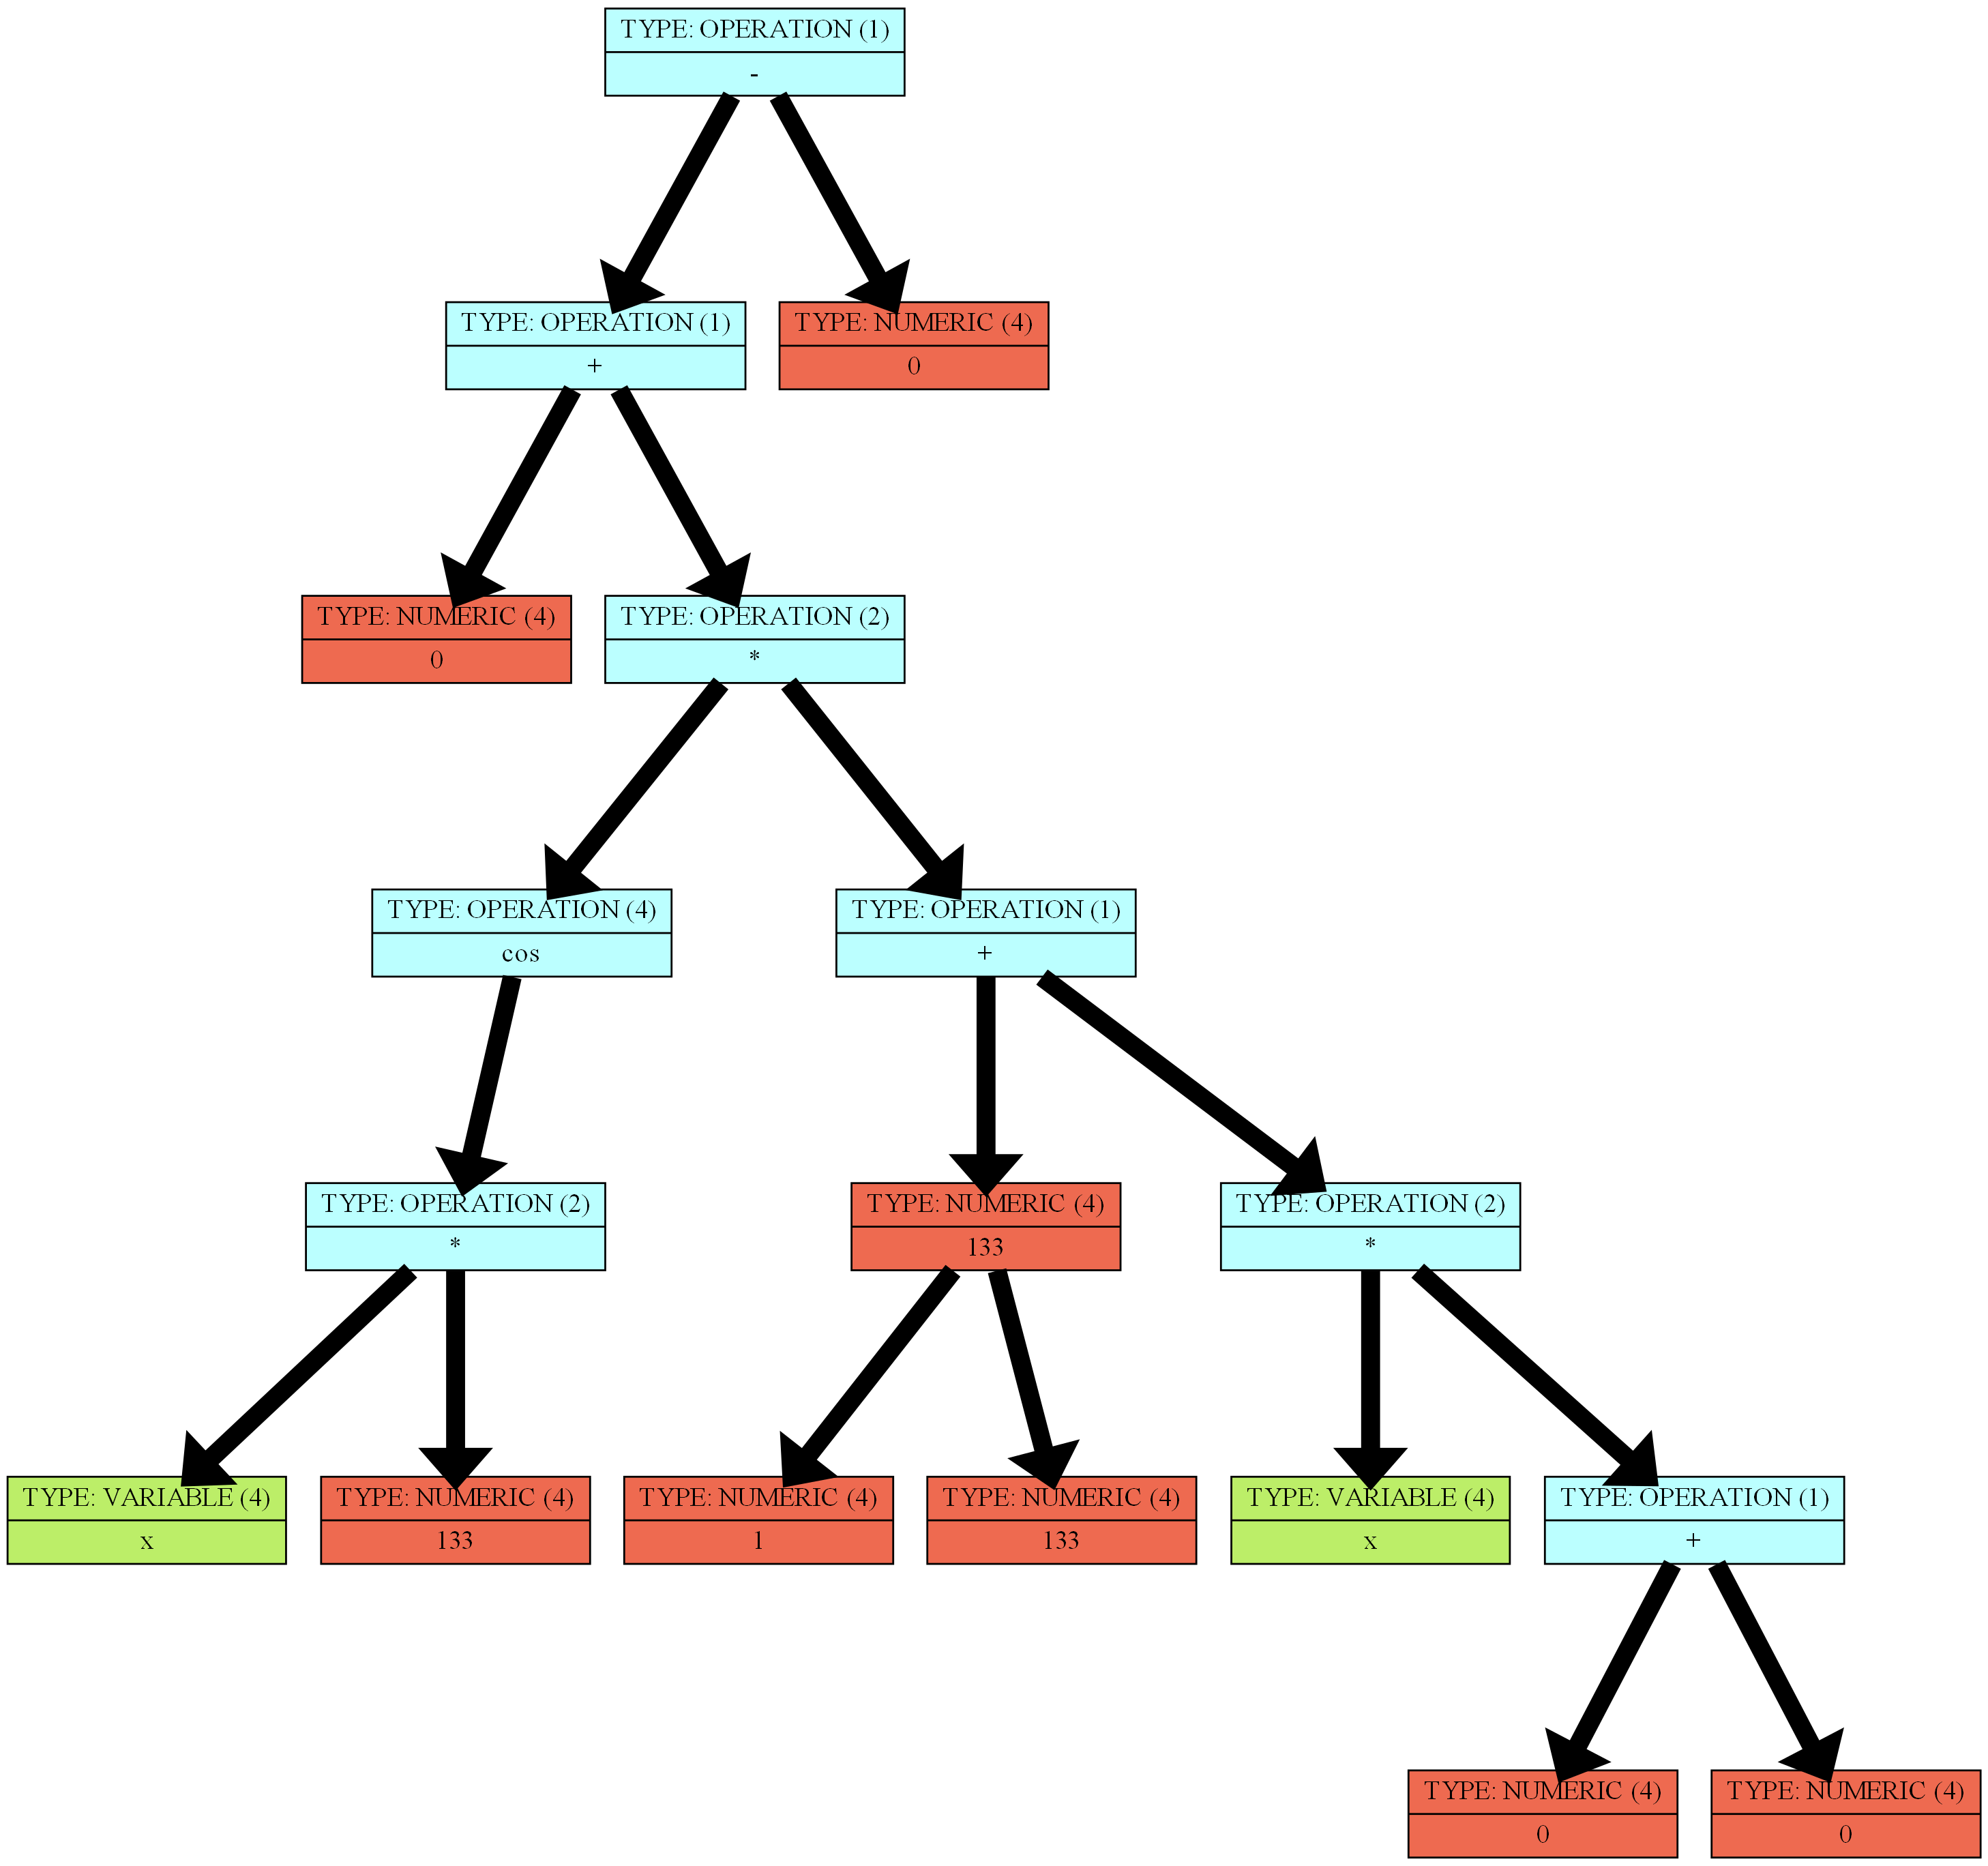 TYPE: OPERATION (1)
-
TYPE: OPERATION (1)
+
TYPE: NUMERIC (4)
0
TYPE: NUMERIC (4)
0
TYPE: OPERATION (2)
*
TYPE: OPERATION (4)
cos
TYPE: OPERATION (1)
+
TYPE: OPERATION (2)
*
TYPE: NUMERIC (4)
133
TYPE: OPERATION (2)
*
TYPE: VARIABLE (4)
x
TYPE: NUMERIC (4)
133
TYPE: NUMERIC (4)
1
TYPE: NUMERIC (4)
133
TYPE: VARIABLE (4)
x
TYPE: OPERATION (1)
+
TYPE: NUMERIC (4)
0
TYPE: NUMERIC (4)
0